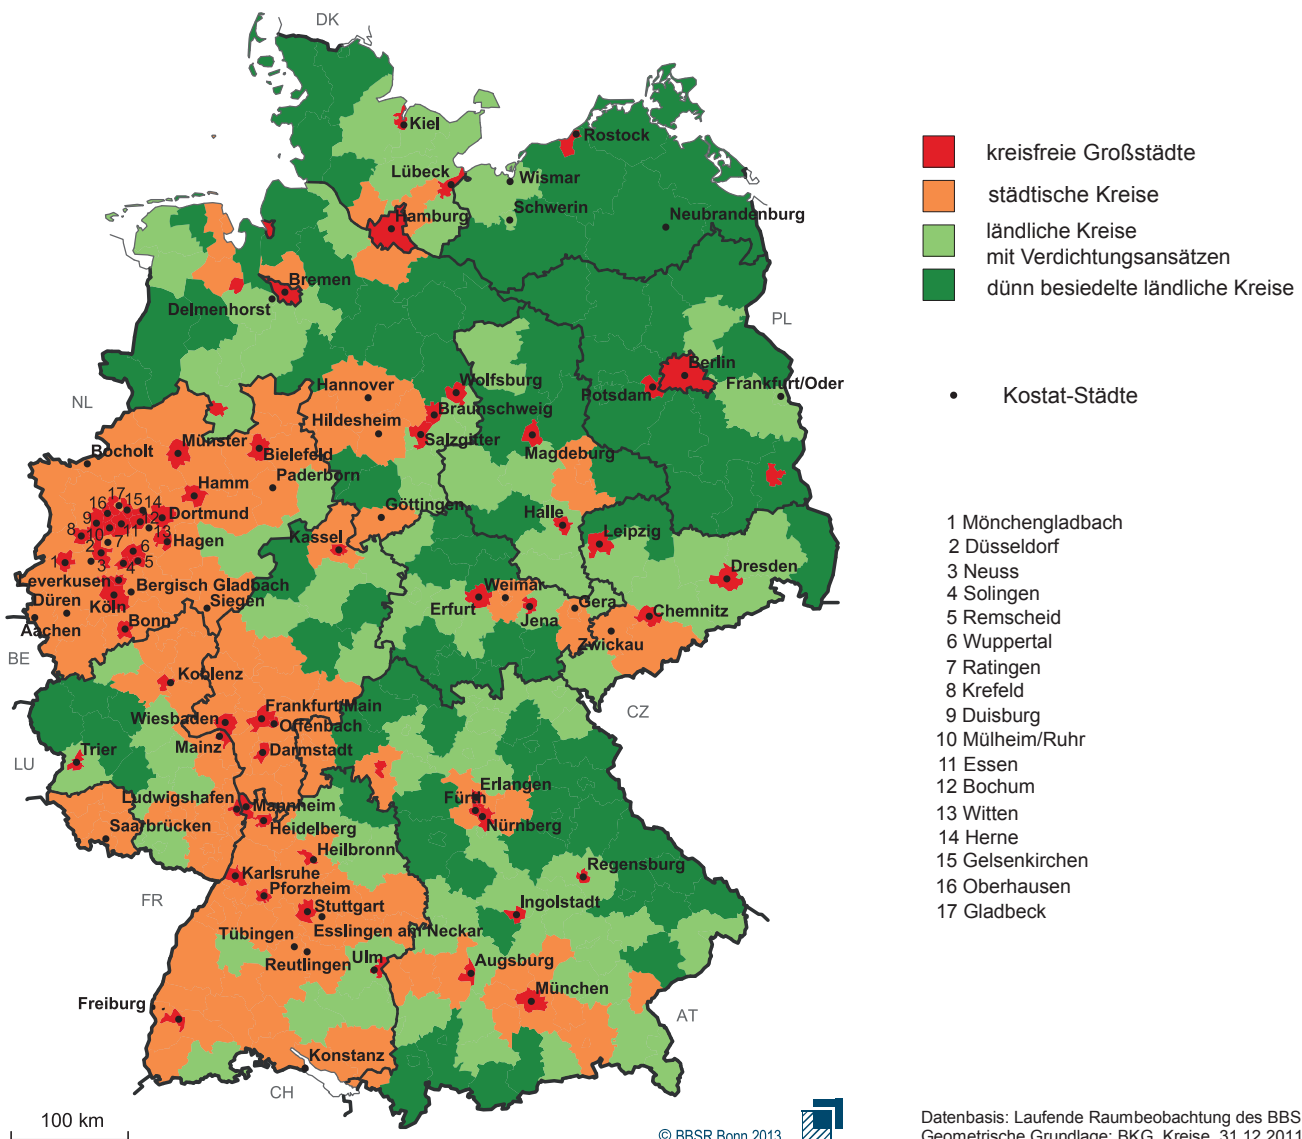 DK
Kiel
Rostock
Lübeck
Wismar
Schwerin
Hamburg
Neubrandenburg
NL
Bremen
Delmenhorst
PL
Berlin
Wolfsburg
Hannover
Potsdam
Frankfurt/Oder
NL
Braunschweig
Hildesheim
Salzgitter
Münster
Bocholt
Bielefeld
Magdeburg
Paderborn
Hamm
17
16
15
14
Göttingen
Dortmund
Halle
9
12
8
10
11
13
Leipzig
Kassel
Hagen
7
2
6
1
3
4
5
Dresden
Leverkusen
Bergisch Gladbach
Weimar
Düren
Köln
Siegen
Erfurt
Gera
Jena
Chemnitz
Aachen
Bonn
Zwickau
BE
Koblenz
Frankfurt/Main
CZ
Wiesbaden
Offenbach
Mainz
Trier
Darmstadt
LU
Erlangen
Ludwigshafen
Mannheim
Fürth
Saarbrücken
Heidelberg
Nürnberg
Heilbronn
Regensburg
Karlsruhe
FR
Pforzheim
Stuttgart
Ingolstadt
Esslingen am Neckar
Tübingen
Reutlingen
Ulm
Augsburg
München
Freiburg
AT
Konstanz
CH
100 km
kreisfreie Großstädte
städtische Kreise
ländliche Kreise
mit Verdichtungsansätzen
dünn besiedelte ländliche Kreise
Kostat-Städte
1 Mönchengladbach
2 Düsseldorf
3 Neuss
4 Solingen
5 Remscheid
6 Wuppertal
7 Ratingen
8 Krefeld
9 Duisburg
10 Mülheim/Ruhr
11 Essen
12 Bochum
13 Witten
14 Herne
15 Gelsenkirchen
16 Oberhausen
17 Gladbeck
© BBSR Bonn 2013
Datenbasis: Laufende Raumbeobachtung des BBS
Geometrische Grundlage: BKG, Kreise, 31.12.2011